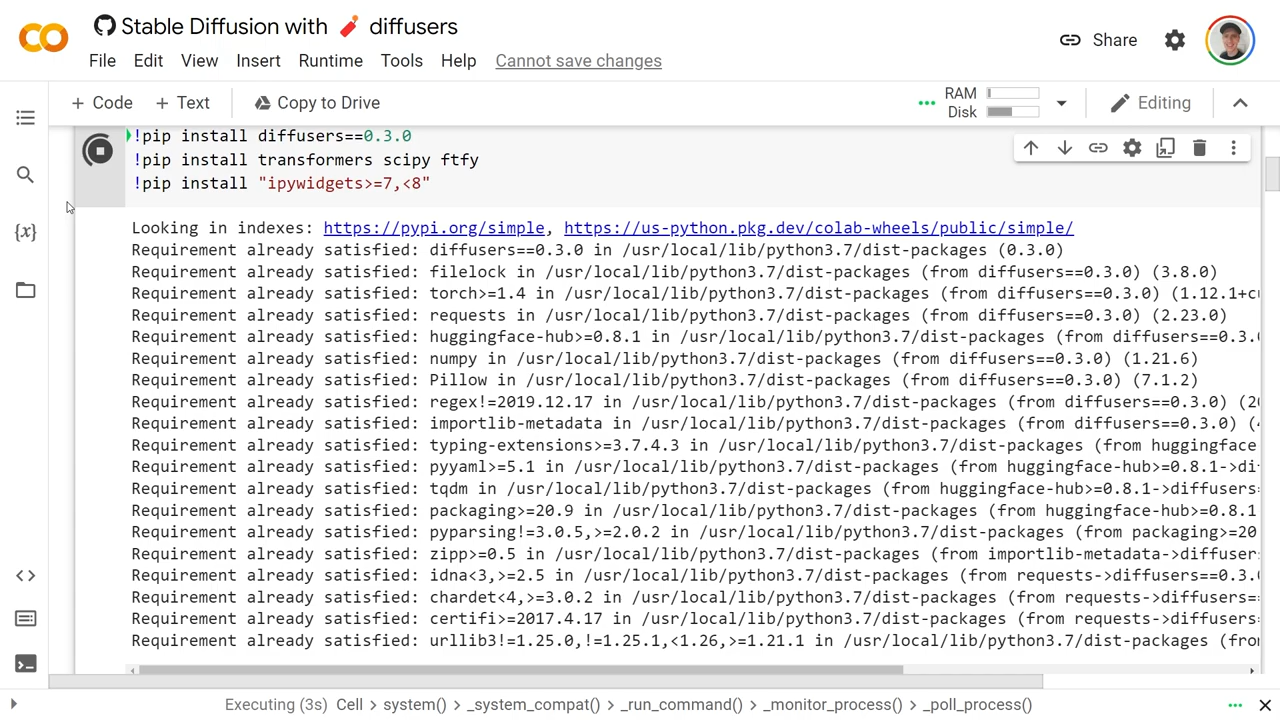 Stable Diffusion with diffusers
File Edit View Insert Runtime Tools Help Cannot save changes
Share
+ Code + Text Copy to Drive
RAM
Disk
Editing
!pip install diffusers==0.3.0
!pip install transformers scipy ftfy
!pip install "ipywidgets>=7,<8"
{x}
Looking in indexes: https://pypi.org/simple, https://us-python.pkg.dev/colab-wheels/public/simple/
Requirement already satisfied: diffusers==0.3.0 in /usr/local/lib/python3.7/dist-packages (0.3.0)
Requirement already satisfied: filelock in /usr/local/lib/python3.7/dist-packages (from diffusers==0.3.0) (3.8.0)
Requirement already satisfied: torch>=1.4 in /usr/local/lib/python3.7/dist-packages (from diffusers==0.3.0) (1.12.1+cu
Requirement already satisfied: requests in /usr/local/lib/python3.7/dist-packages (from diffusers==0.3.0) (2.23.0)
Requirement already satisfied: huggingface-hub>=0.8.1 in /usr/local/lib/python3.7/dist-packages (from diffusers==0.3.0
Requirement already satisfied: numpy in /usr/local/lib/python3.7/dist-packages (from diffusers==0.3.0) (1.21.6)
Requirement already satisfied: Pillow in /usr/local/lib/python3.7/dist-packages (from diffusers==0.3.0) (7.1.2)
Requirement already satisfied: regex!=2019.12.17 in /usr/local/lib/python3.7/dist-packages (from diffusers==0.3.0) (20
Requirement already satisfied: importlib-metadata in /usr/local/lib/python3.7/dist-packages (from diffusers==0.3.0) (4
Requirement already satisfied: typing-extensions>=3.7.4.3 in /usr/local/lib/python3.7/dist-packages (from huggingface-
Requirement already satisfied: pyyaml>=5.1 in /usr/local/lib/python3.7/dist-packages (from huggingface-hub>=0.8.1->dif
Requirement already satisfied: tqdm in /usr/local/lib/python3.7/dist-packages (from huggingface-hub>=0.8.1->diffusers=
Requirement already satisfied: packaging>=20.9 in /usr/local/lib/python3.7/dist-packages (from huggingface-hub>=0.8.1
Requirement already satisfied: pyparsing!=3.0.5,>=2.0.2 in /usr/local/lib/python3.7/dist-packages (from packaging>=20
Requirement already satisfied: zipp>=0.5 in /usr/local/lib/python3.7/dist-packages (from importlib-metadata->diffuser
Requirement already satisfied: idna<3,>=2.5 in /usr/local/lib/python3.7/dist-packages (from requests->diffusers==0.3.0
Requirement already satisfied: chardet<4,>=3.0.2 in /usr/local/lib/python3.7/dist-packages (from requests->diffusers==
Requirement already satisfied: certifi>=2017.4.17 in /usr/local/lib/python3.7/dist-packages (from requests->diffusers=
Requirement already satisfied: urllib3!=1.25.0,!=1.25.1,<1.26,>=1.21.1 in /usr/local/lib/python3.7/dist-packages (fro
Executing (3s) Cell > system() > _system_compat() > _run_command() > _monitor_process() > _poll_process()